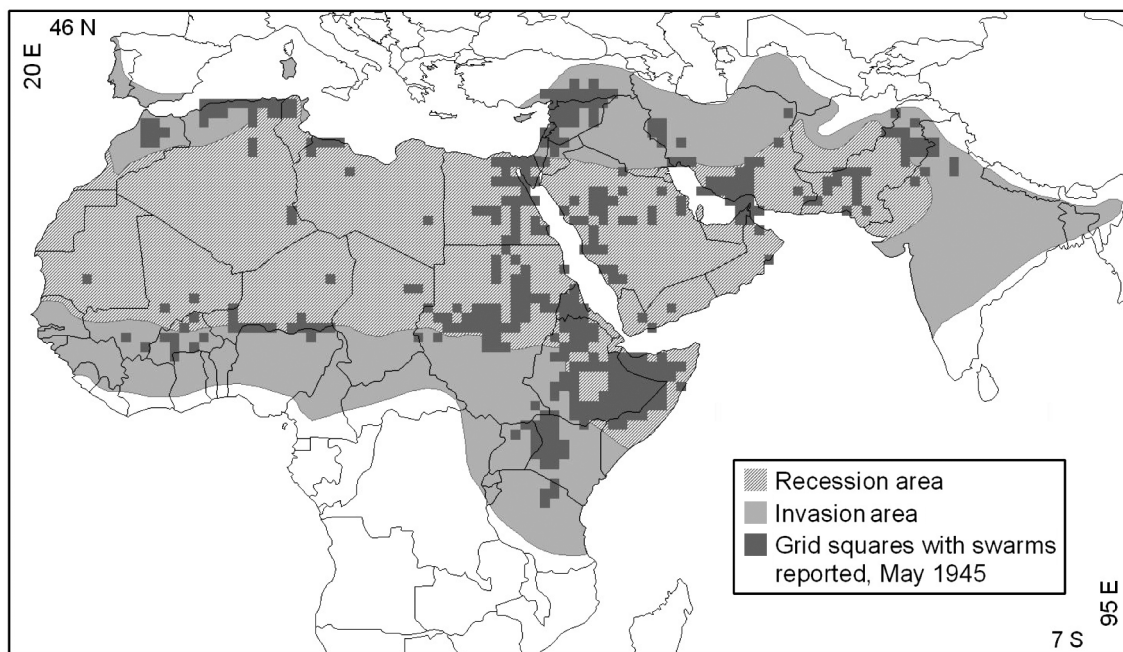 46 N
20 E
Recession area
Invasion area
Grid squares with swarms
reported, May 1945
95 E
7 S